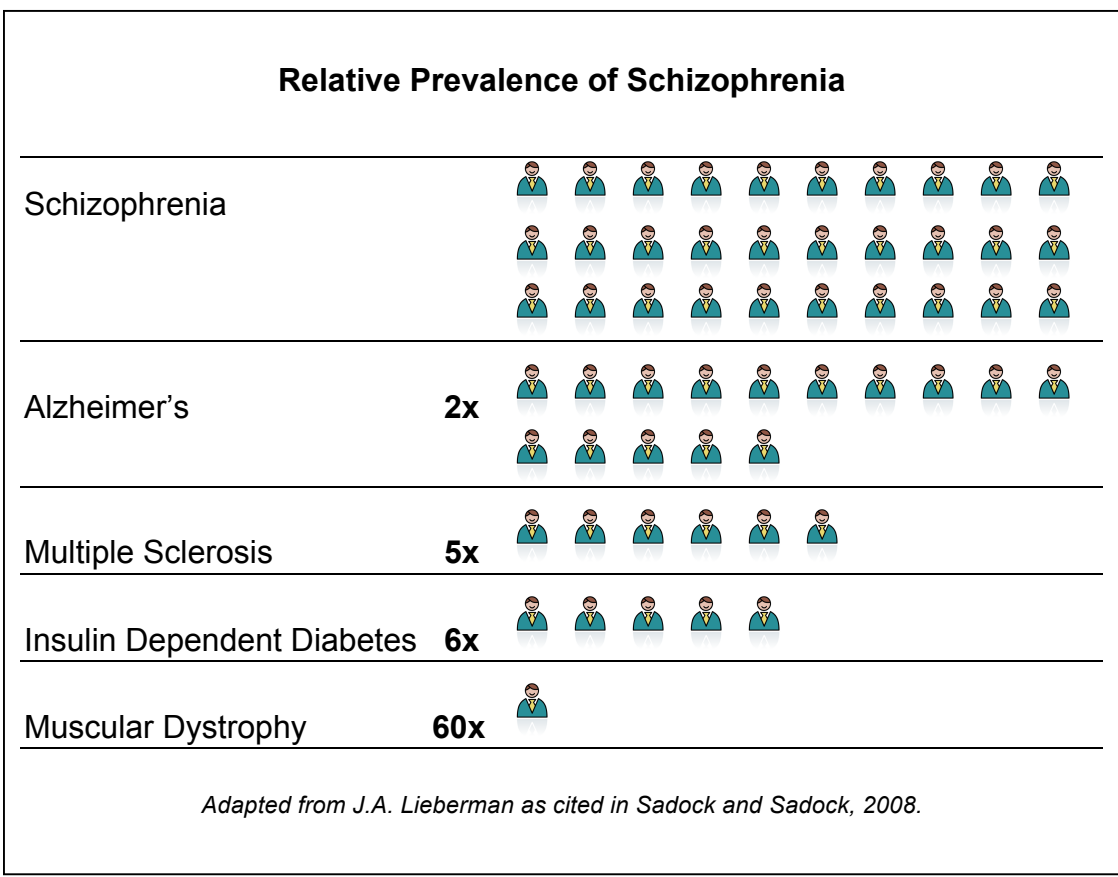 Relative Prevalence of Schizophrenia
Schizophrenia
Alzheimer’s 2x
Multiple Sclerosis 5x
Insulin Dependent Diabetes 6x
Muscular Dystrophy 60x
Adapted from J.A. Lieberman as cited in Sadock and Sadock, 2008.